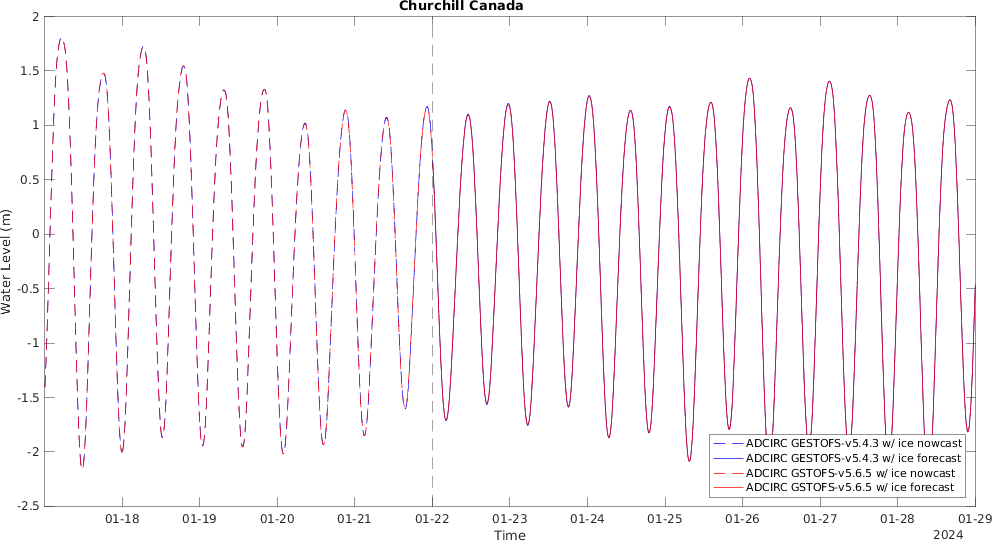 Churchill Canada
2
1.5
1
0.5
0
-0.5
-1
-1.5
-2
-2.5
Water Level (m)
ADCIRC GESTOFS-v5.4.3 w/ ice nowcast
ADCIRC GESTOFS-v5.4.3 w/ ice forecast
ADCIRC GSTOFS-v5.6.5 w/ ice nowcast
ADCIRC GSTOFS-v5.6.5 w/ ice forecast
01-18 01-19 01-20 01-21 01-22 01-23 01-24 01-25 01-26 01-27 01-28 01-29
Time
2024